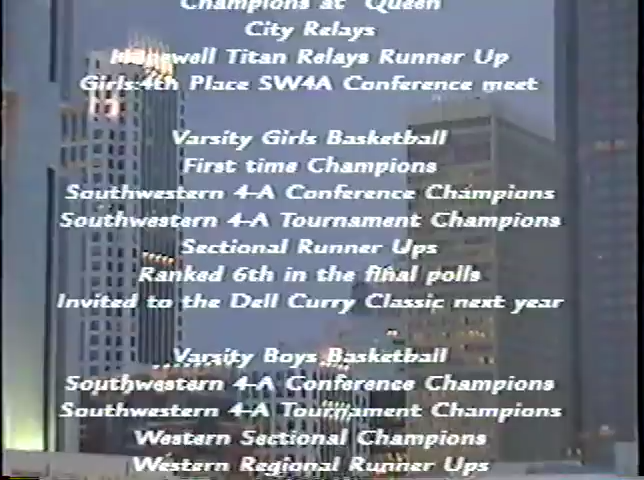 Champions at "Queen
City Relays
Hopewell Titan Relays Runner Up
Girls:4th Place SW4A Conference meet
Varsity Girls Basketball
First time Champions
Southwestern 4-A Conference Champions
Southwestern 4-A Tournament Champions
Sectional Runner Ups
Ranked 6th in the final polls
Invited to the Dell Curry Classic next year
Varsity Boys Basketball
Southwestern 4-A Conference Champions
Southwestern 4-A Tournament Champions
Western Sectional Champions
Western Regional Runner Ups